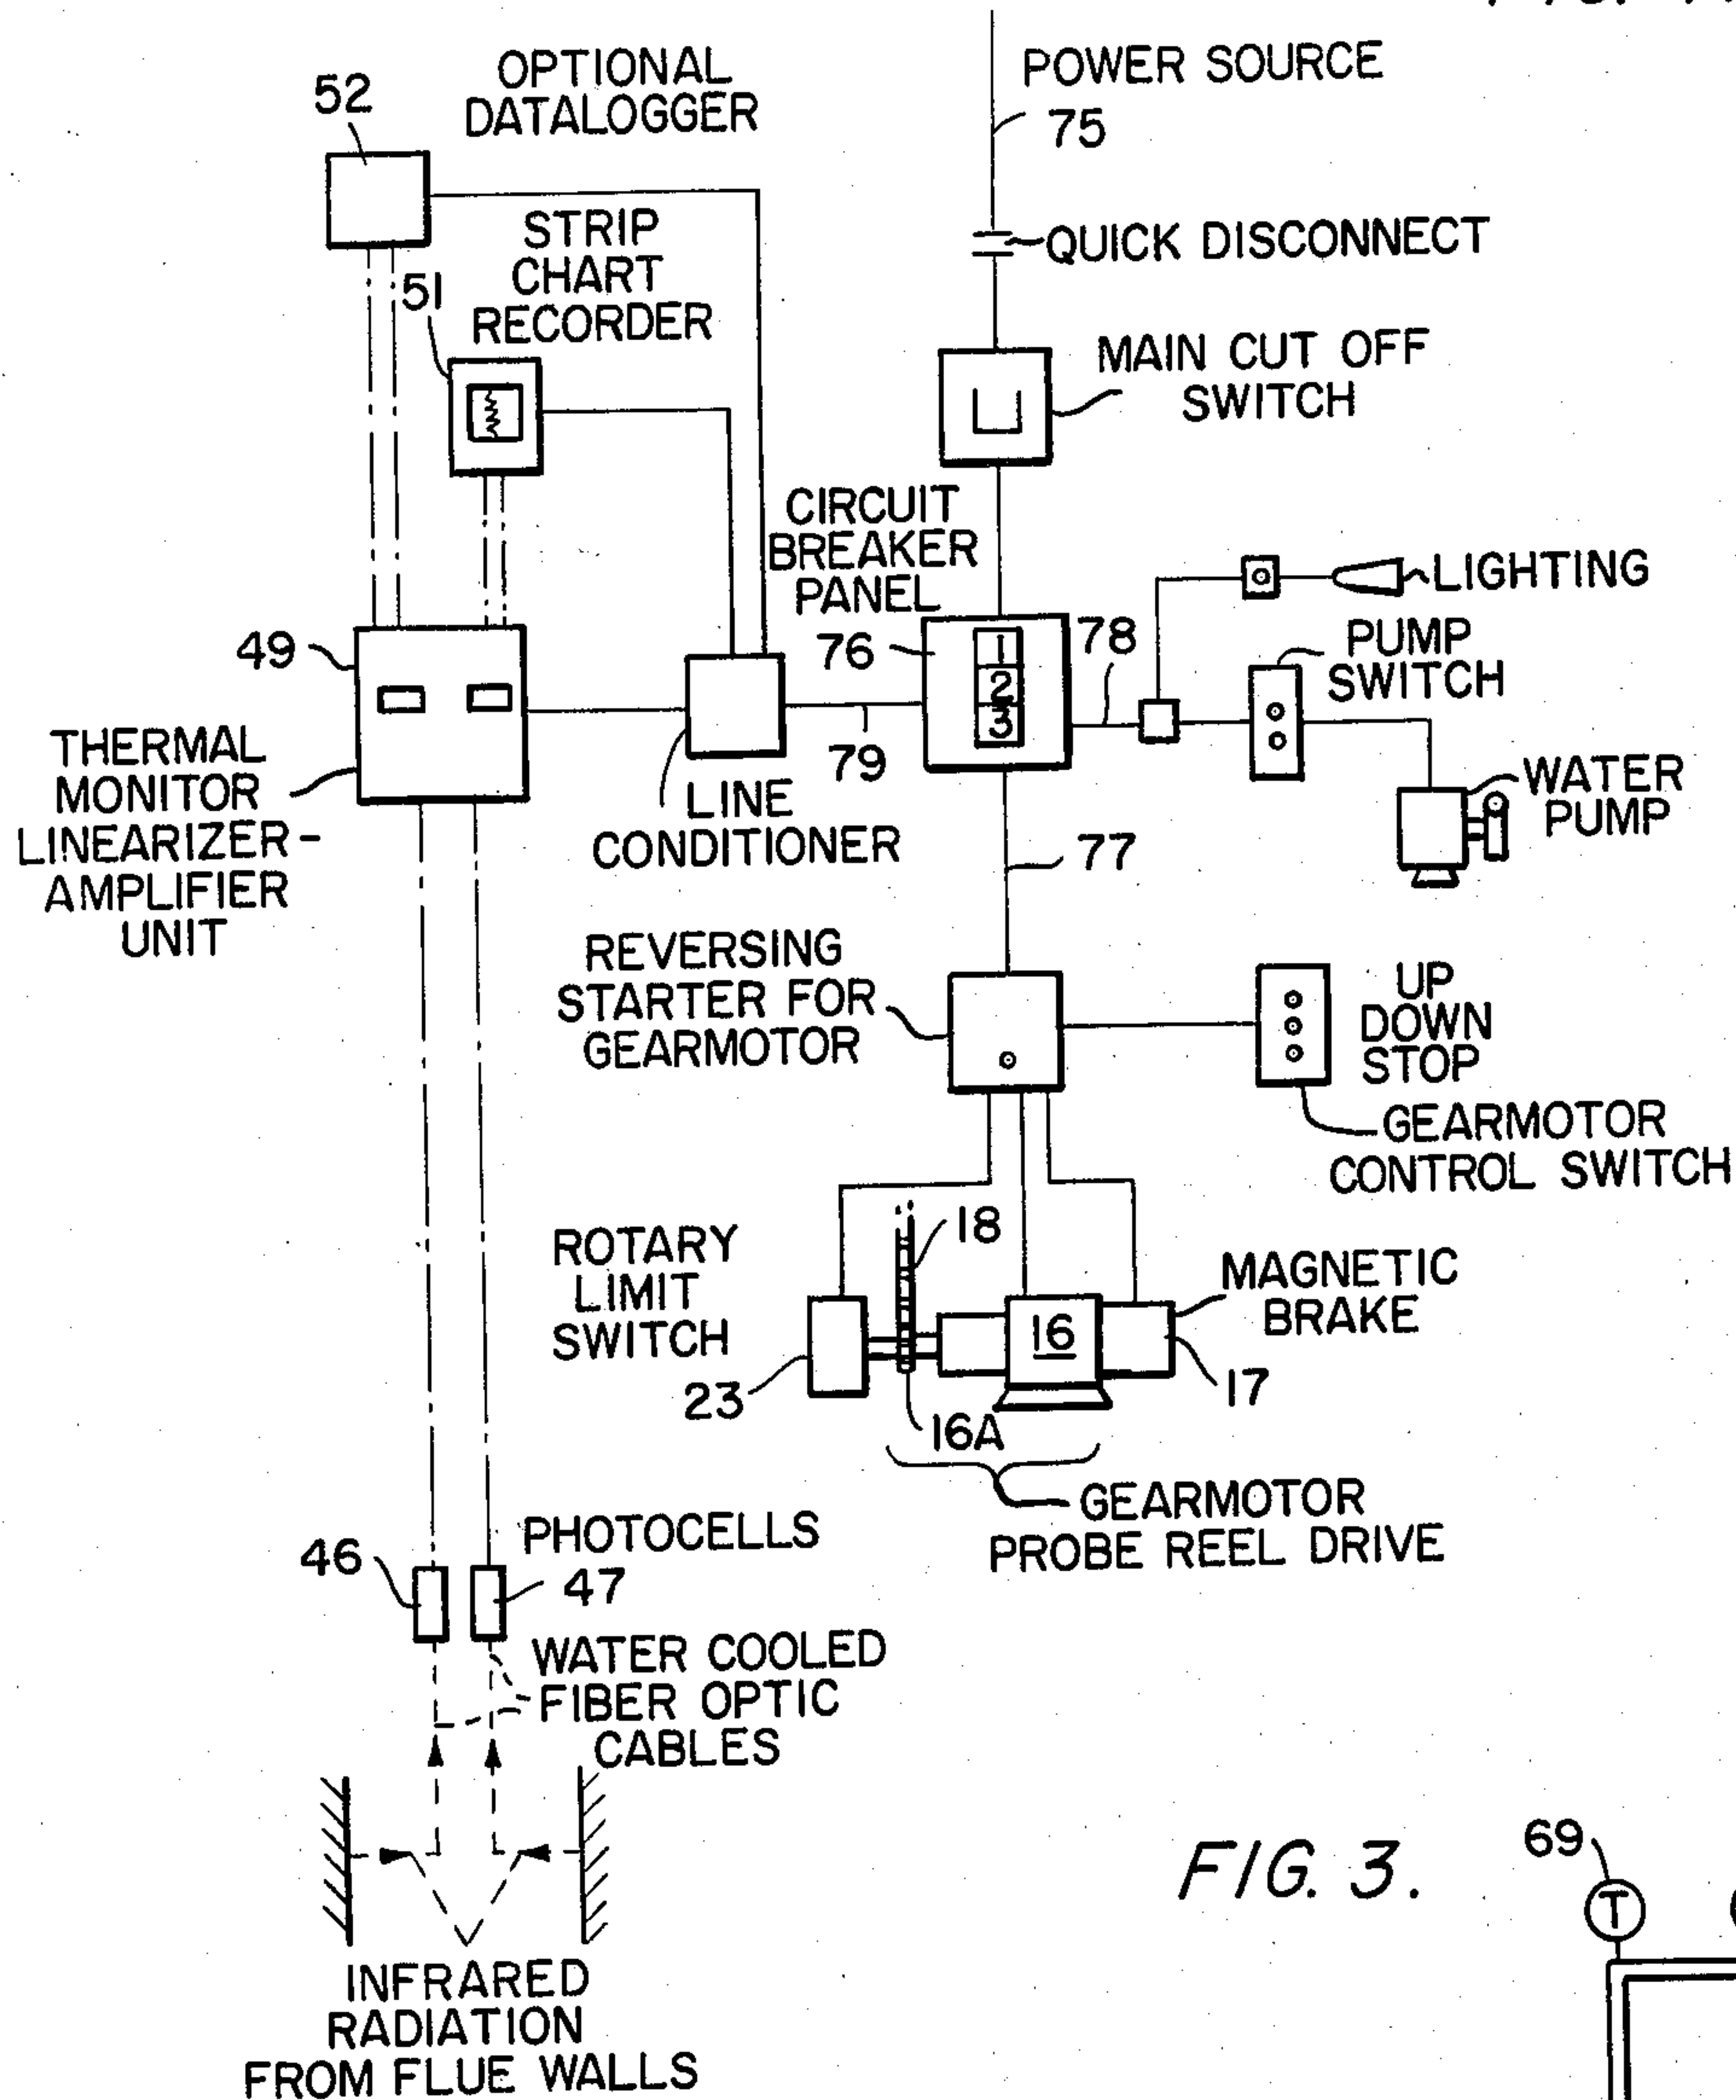 POWER SOURCE
75
OPTIONAL
DATALOGGER
52
QUICK DISCONNECT
STRIP
CHART
RECORDER
51
MAIN CUT OFF
SWITCH
CIRCUIT
BREAKER
PANEL
76
1
2
3
78
LIGHTING
PUMP
SWITCH
WATER
PUMP
49
THERMAL
MONITOR
LINEARIZER-
AMPLIFIER
UNIT
79
LINE
CONDITIONER
77
REVERSING
STARTER FOR
GEARMOTOR
UP
DOWN
STOP
GEARMOTOR
CONTROL SWITCH
ROTARY
LIMIT
SWITCH
23
18
16
MAGNETIC
BRAKE
17
16A
GEARMOTOR
PROBE REEL DRIVE
46
PHOTOCELLS
47
WATER COOLED
FIBER OPTIC
CABLES
INFRARED
RADIATION
FROM FLUE WALLS
FIG. 3.
69
T